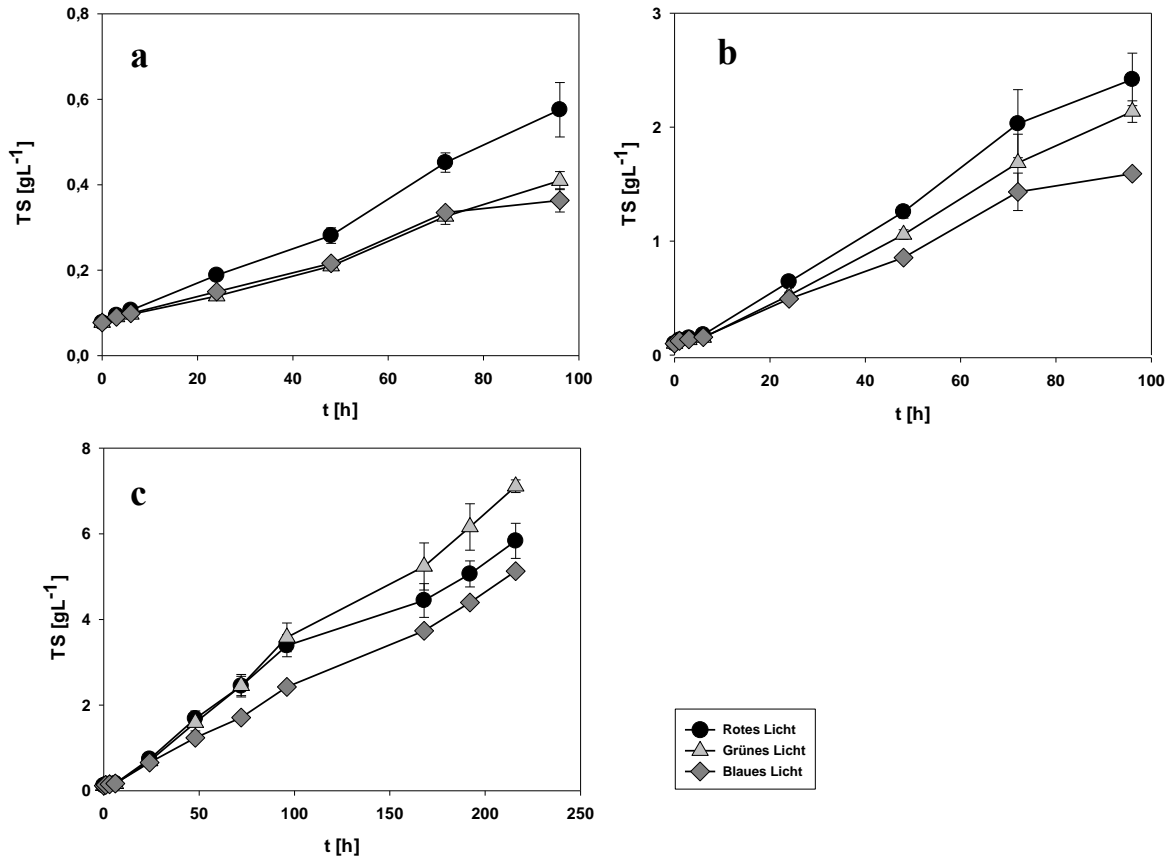 a
TS [gL-1]
0,8
0,6
0,4
0,2
0,0
0 20 40 60 80 100
t [h]
b
TS [gL-1]
3
2
1
0
0 20 40 60 80 100
t [h]
c
TS [gL-1]
8
6
4
2
0
0 50 100 150 200 250
t [h]
Rotes Licht
Grünes Licht
Blaues Licht